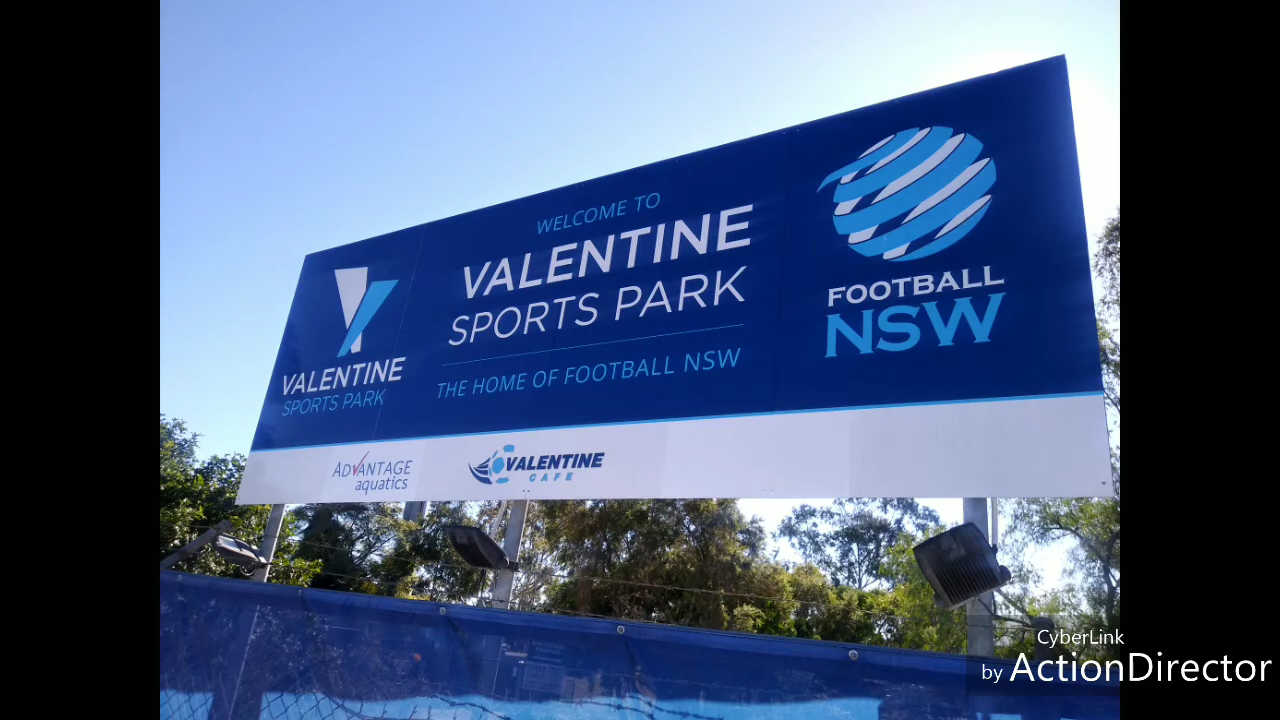 WELCOME TO
VALENTINE
SPORTS PARK
THE HOME OF FOOTBALL NSW
VALENTINE
SPORTS PARK
FOOTBALL
NSW
ADVANTAGE
aquatics
VALENTINE
CAFE
CyberLink
by ActionDirector